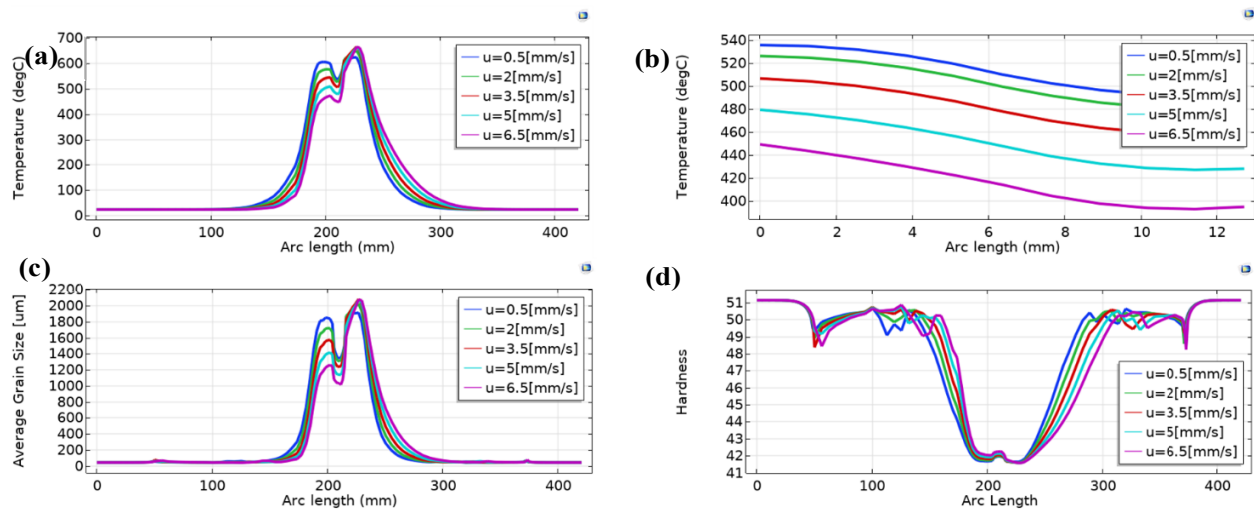 (a)
Temperature (degC)
700
600
500
400
300
200
100
0
0 100 200 300 400
Arc length (mm)
u=0.5[mm/s]
u=2[mm/s]
u=3.5[mm/s]
u=5[mm/s]
u=6.5[mm/s]
(b)
Temperature (degC)
540
520
500
480
460
440
420
400
0 2 4 6 8 10 12
Arc length (mm)
u=0.5[mm/s]
u=2[mm/s]
u=3.5[mm/s]
u=5[mm/s]
u=6.5[mm/s]
(c)
Average Grain Size [um]
2200
2000
1800
1600
1400
1200
1000
800
600
400
200
0
0 100 200 300 400
Arc length (mm)
u=0.5[mm/s]
u=2[mm/s]
u=3.5[mm/s]
u=5[mm/s]
u=6.5[mm/s]
(d)
Hardness
51
50
49
48
47
46
45
44
43
42
41
0 100 200 300 400
Arc Length
u=0.5[mm/s]
u=2[mm/s]
u=3.5[mm/s]
u=5[mm/s]
u=6.5[mm/s]